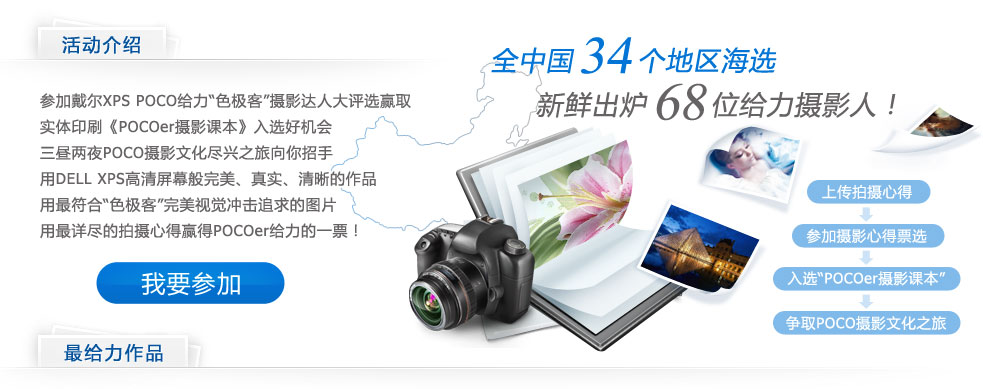 活动介绍
全中国34个地区海选
新鲜出炉68位给力摄影人！
参加戴尔XPS POCO给力“色极客”摄影达人大评选赢取
实体印刷《POCOer摄影课本》入选好机会
三昼两夜POCO摄影文化尽兴之旅向你招手
用DELL XPS高清屏幕般完美、真实、清晰的作品
用最符合“色极客”完美视觉冲击追求的图片
用最详尽的拍摄心得赢得POCOer给力的一票！
我要参加
上传拍摄心得
参加摄影心得票选
入选“POCOer摄影课本”
争取POCO摄影文化之旅
最给力作品